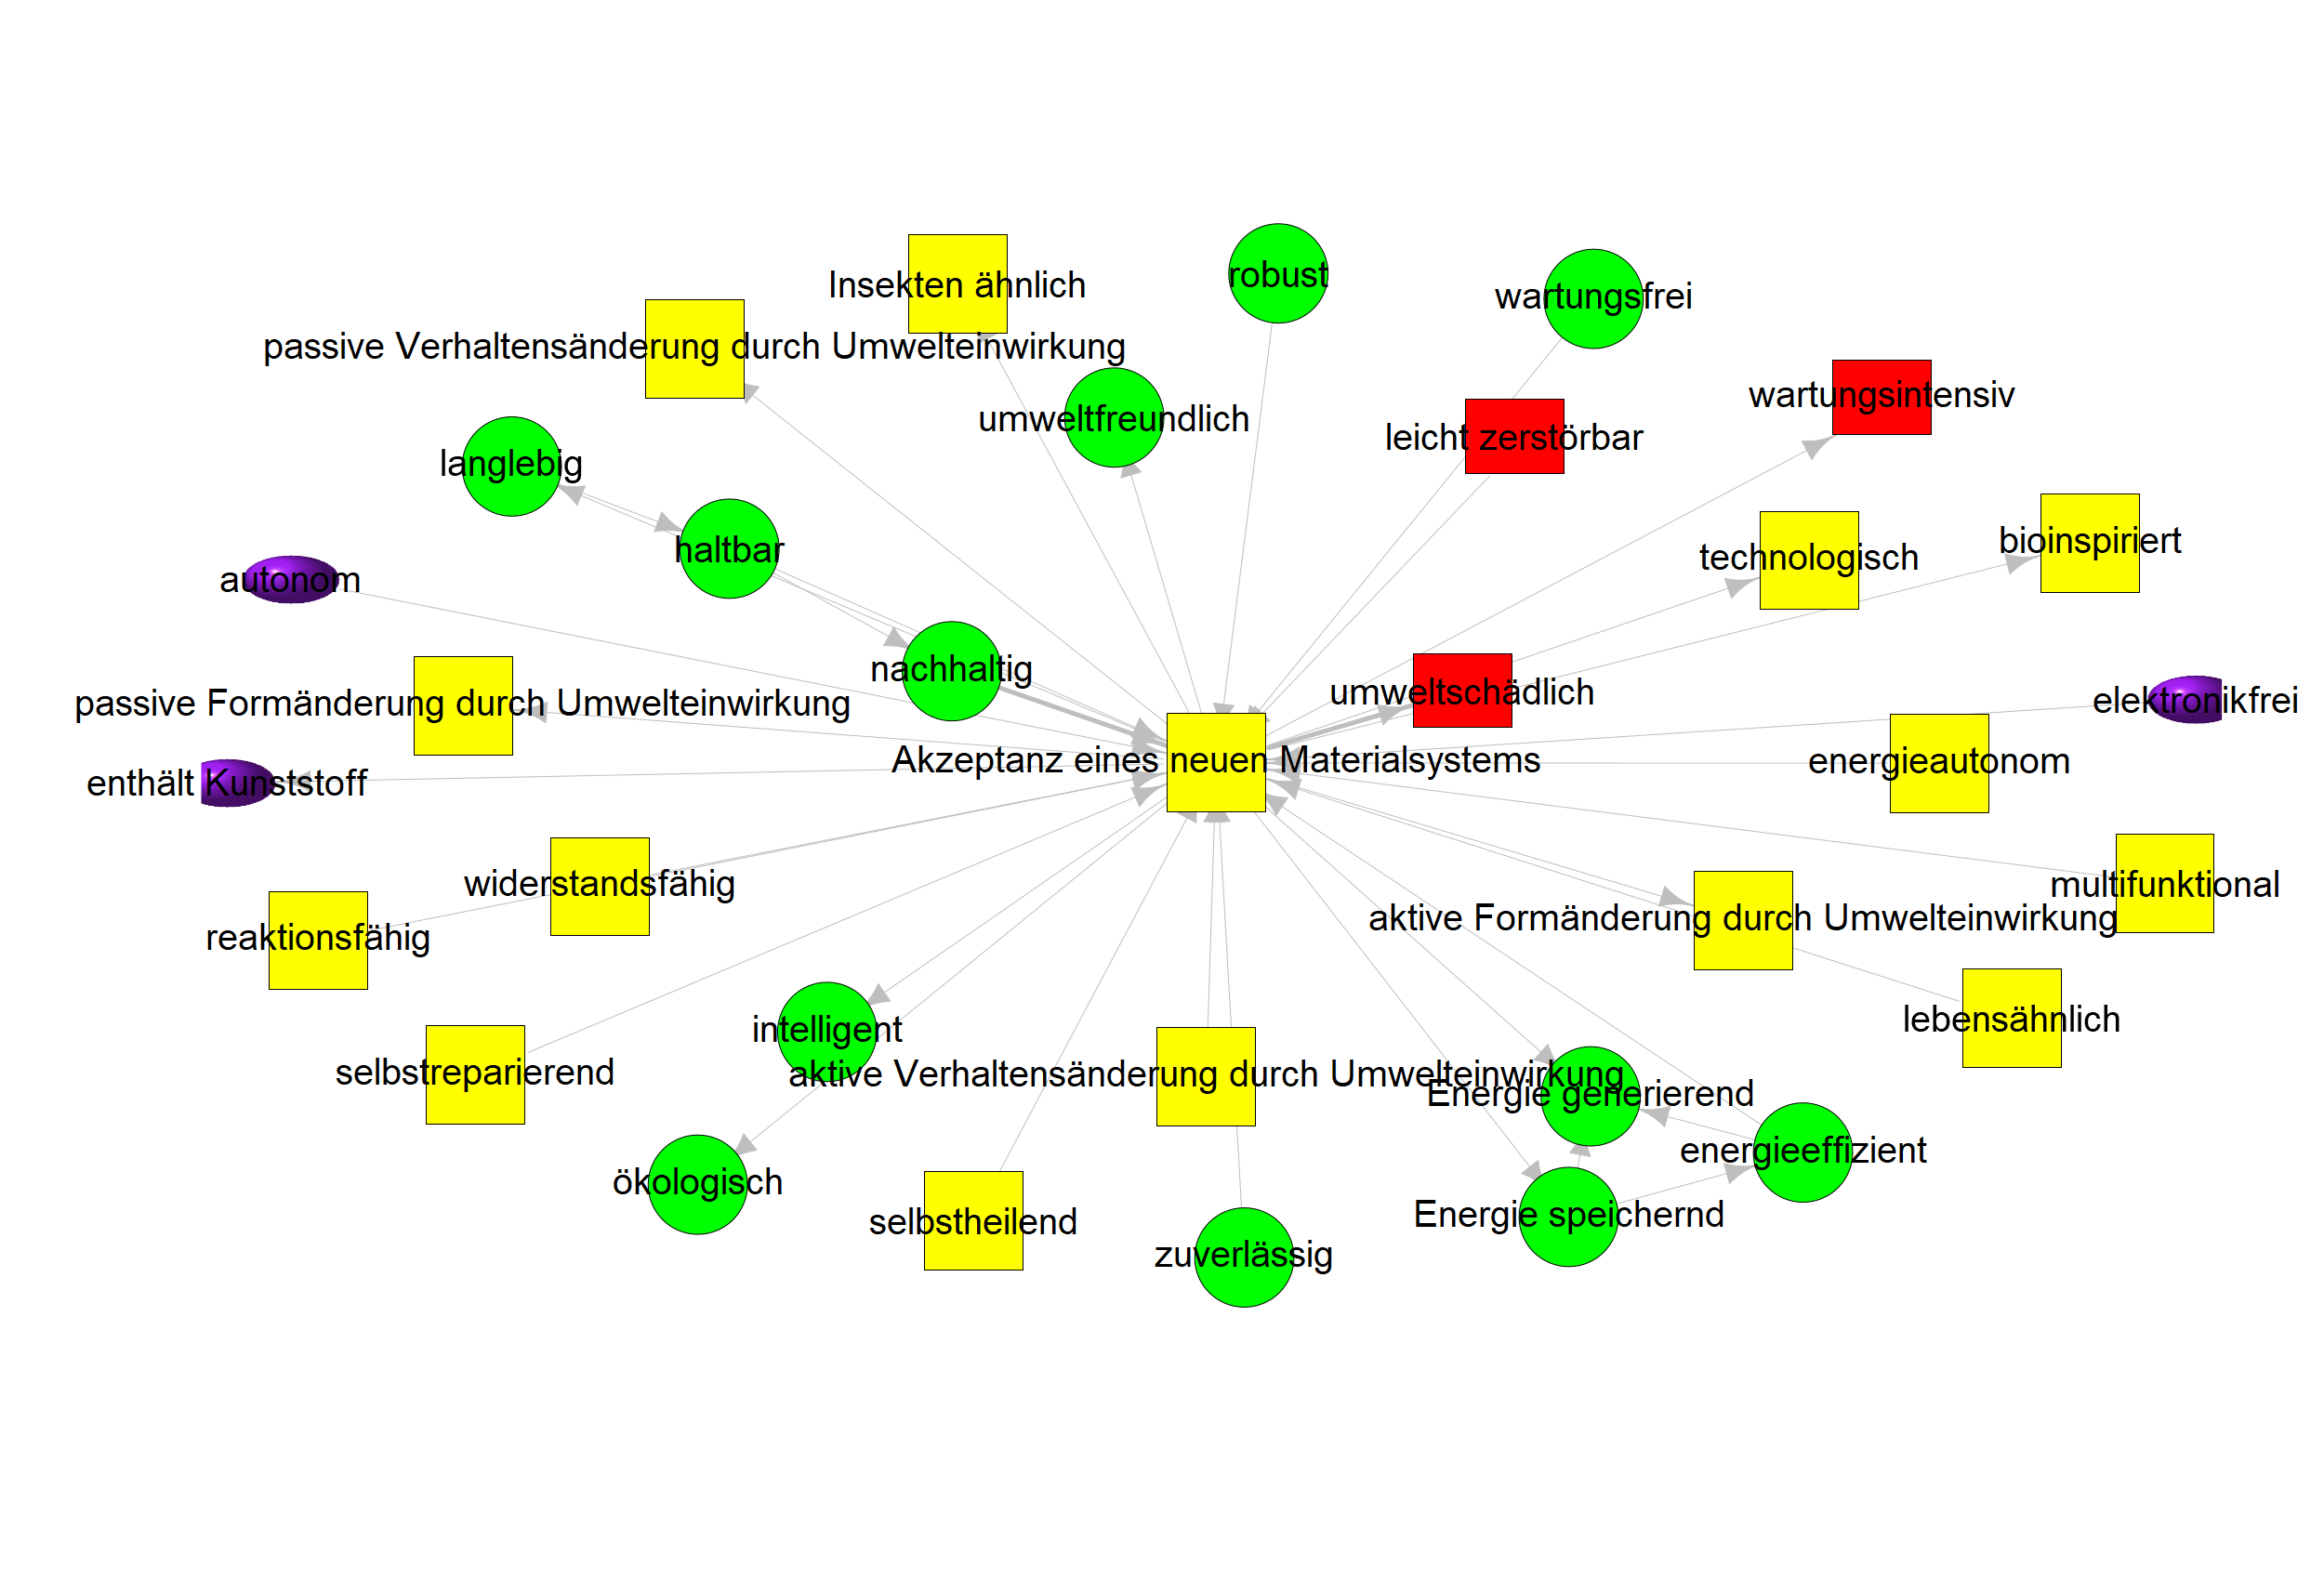 robust
Insekten ähnlich
wartungsfrei
passive Verhaltensänderung durch Umwelteinwirkung
wartungsintensiv
umweltfreundlich
leicht zerstörbar
langlebig
bioinspiriert
haltbar
technologisch
autonom
nachhaltig
umweltschädlich
elektronikfrei
passive Formänderung durch Umwelteinwirkung
Akzeptanz eines neuen Materialsystems
energieautonom
enthält Kunststoff
widerstandsfähig
multifunktional
aktive Formänderung durch Umwelteinwirkung
reaktionsfähig
lebensähnlich
intelligent
selbstreparierend
aktive Verhaltensänderung durch Umwelteinwirkung
Energie generierend
energieeffizient
ökologisch
Energie speichernd
selbstheilend
zuverlässig